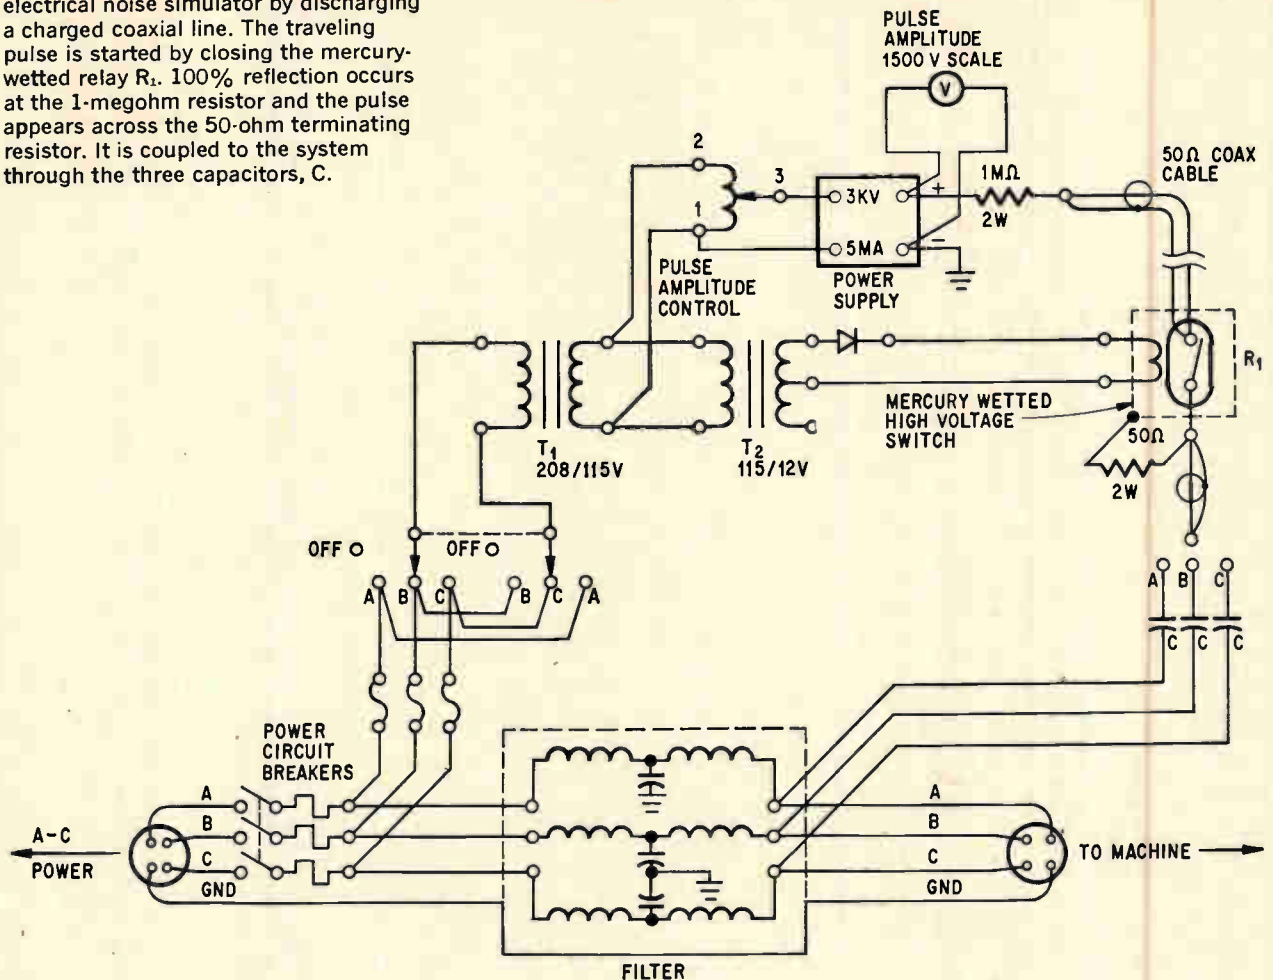 electrical noise simulator by discharging
a charged coaxial line. The traveling
pulse is started by closing the mercury-
wetted relay R₁. 100% reflection occurs
at the 1-megohm resistor and the pulse
appears across the 50-ohm terminating
resistor. It is coupled to the system
through the three capacitors, C.
PULSE
AMPLITUDE
1500 V SCALE
V
2
3
1
3KV
5MA
+
−
1MΩ
2W
50Ω COAX
CABLE
POWER
SUPPLY
PULSE
AMPLITUDE
CONTROL
R₁
MERCURY WETTED
HIGH VOLTAGE
SWITCH
50Ω
2W
T₁
208/115V
T₂
115/12V
OFF
OFF
A B C B C A
A B C
C C C
POWER
CIRCUIT
BREAKERS
A
B
C
GND
A-C
POWER
A
B
C
GND
TO MACHINE
FILTER